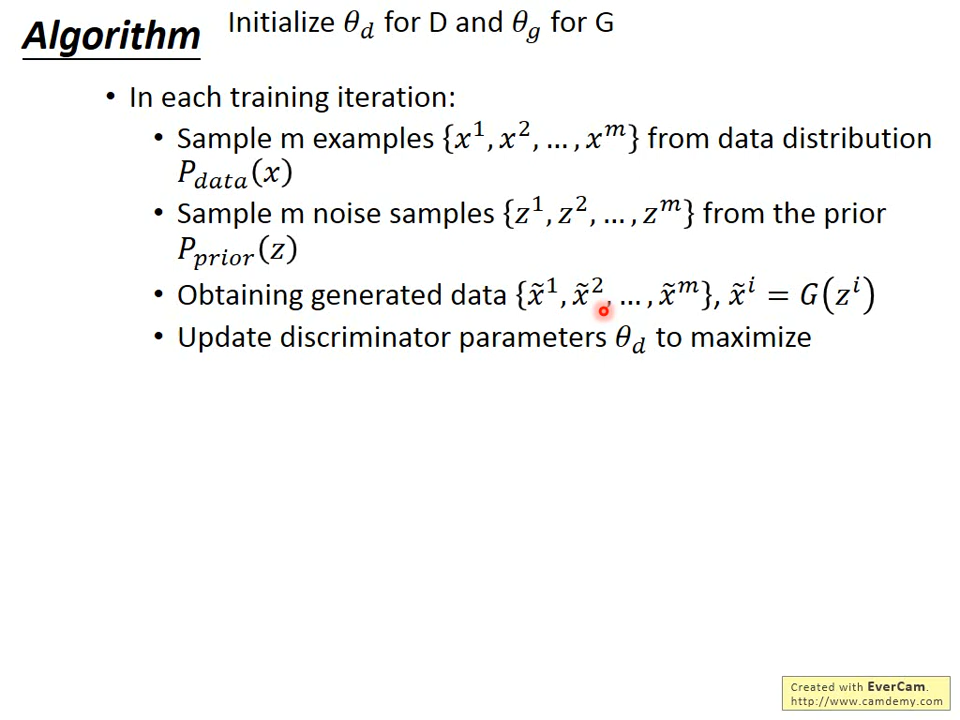 Algorithm
Initialize θ_d for D and θ_g for G
• In each training iteration:
• Sample m examples {x^1, x^2, … , x^m} from data distribution
P_data(x)
• Sample m noise samples {z^1, z^2, … , z^m} from the prior
P_prior(z)
• Obtaining generated data {x̃^1, x̃^2, … , x̃^m}, x̃^i = G(z^i)
• Update discriminator parameters θ_d to maximize
Created with EverCam.
http://www.camdemy.com